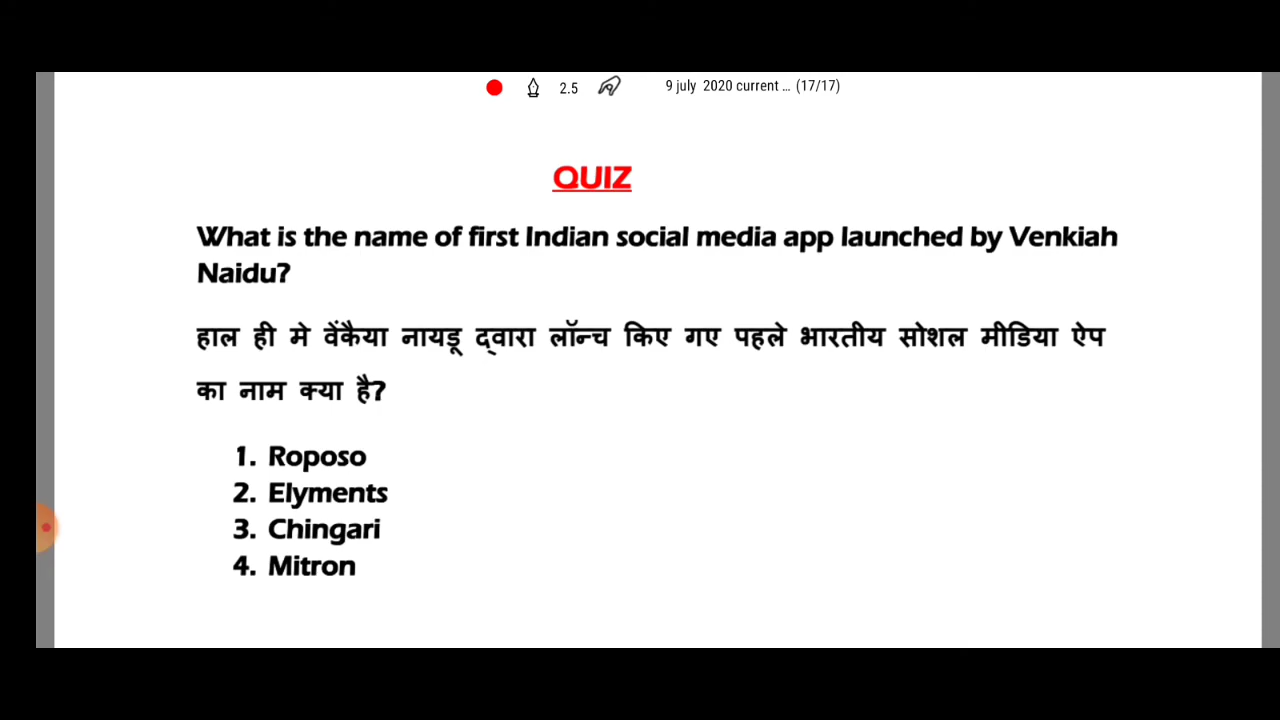 2.5 9 july 2020 current ... (17/17)
QUIZ
What is the name of first Indian social media app launched by Venkiah
Naidu?
हाल ही मे वेंकैया नायडू द्वारा लॉन्च किए गए पहले भारतीय सोशल मीडिया ऐप
का नाम क्या है?
1. Roposo
2. Elyments
3. Chingari
4. Mitron